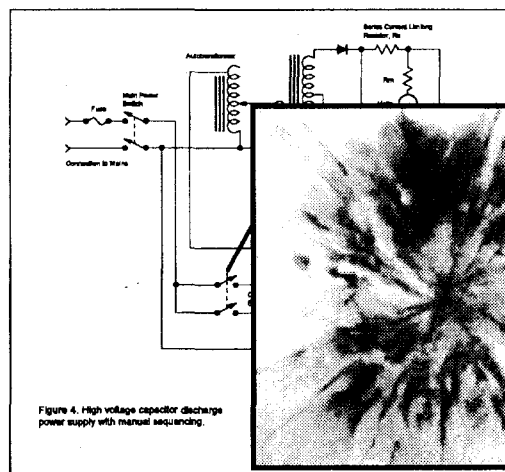 Series Current Limiting
Resistor, Rs
Autotransformer
Rm
Main Power
Switch
Fuse
Connection to Mains
Figure 4. High voltage capacitor discharge
power supply with manual sequencing.